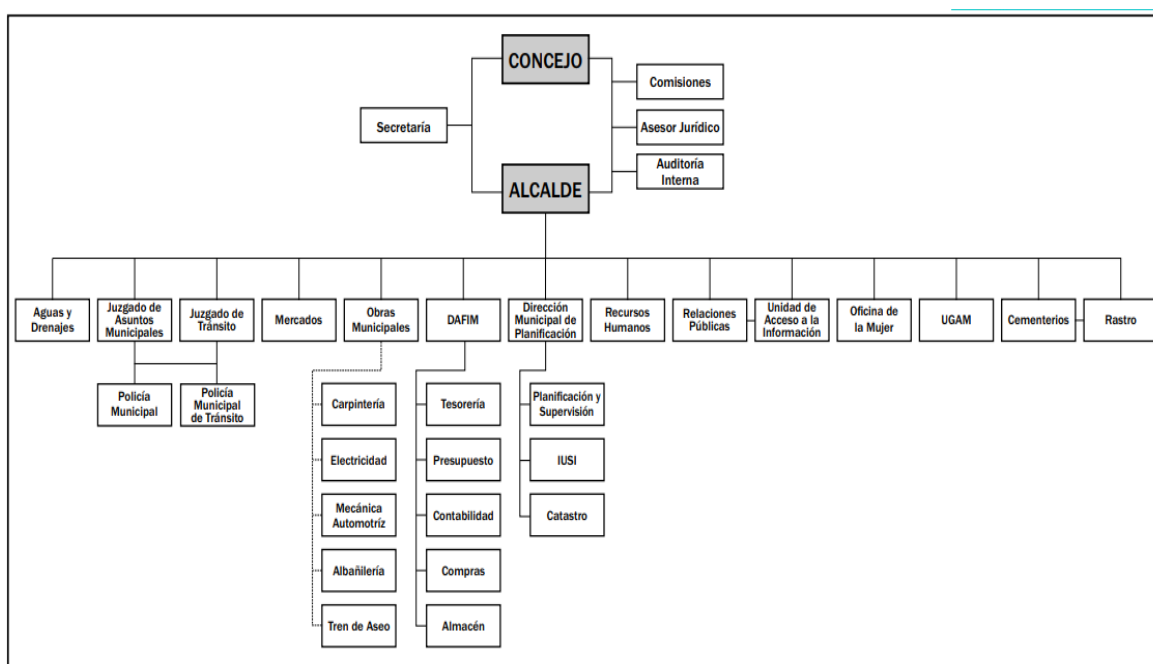 CONCEJO
Comisiones
Secretaría
Asesor Jurídico
Auditoría
Interna
ALCALDE
Aguas y
Drenajes
Juzgado de
Asuntos
Municipales
Juzgado de
Tránsito
Mercados
Obras
Municipales
DAFIM
Dirección
Municipal de
Planificación
Recursos
Humanos
Relaciones
Públicas
Unidad de
Acceso a la
Información
Oficina de
la Mujer
UGAM
Cementerios
Rastro
Policía
Municipal
Policía
Municipal
de Tránsito
Carpintería
Electricidad
Mecánica
Automotríz
Albañilería
Tren de Aseo
Tesorería
Presupuesto
Contabilidad
Compras
Almacén
Planificación y
Supervisión
IUSI
Catastro